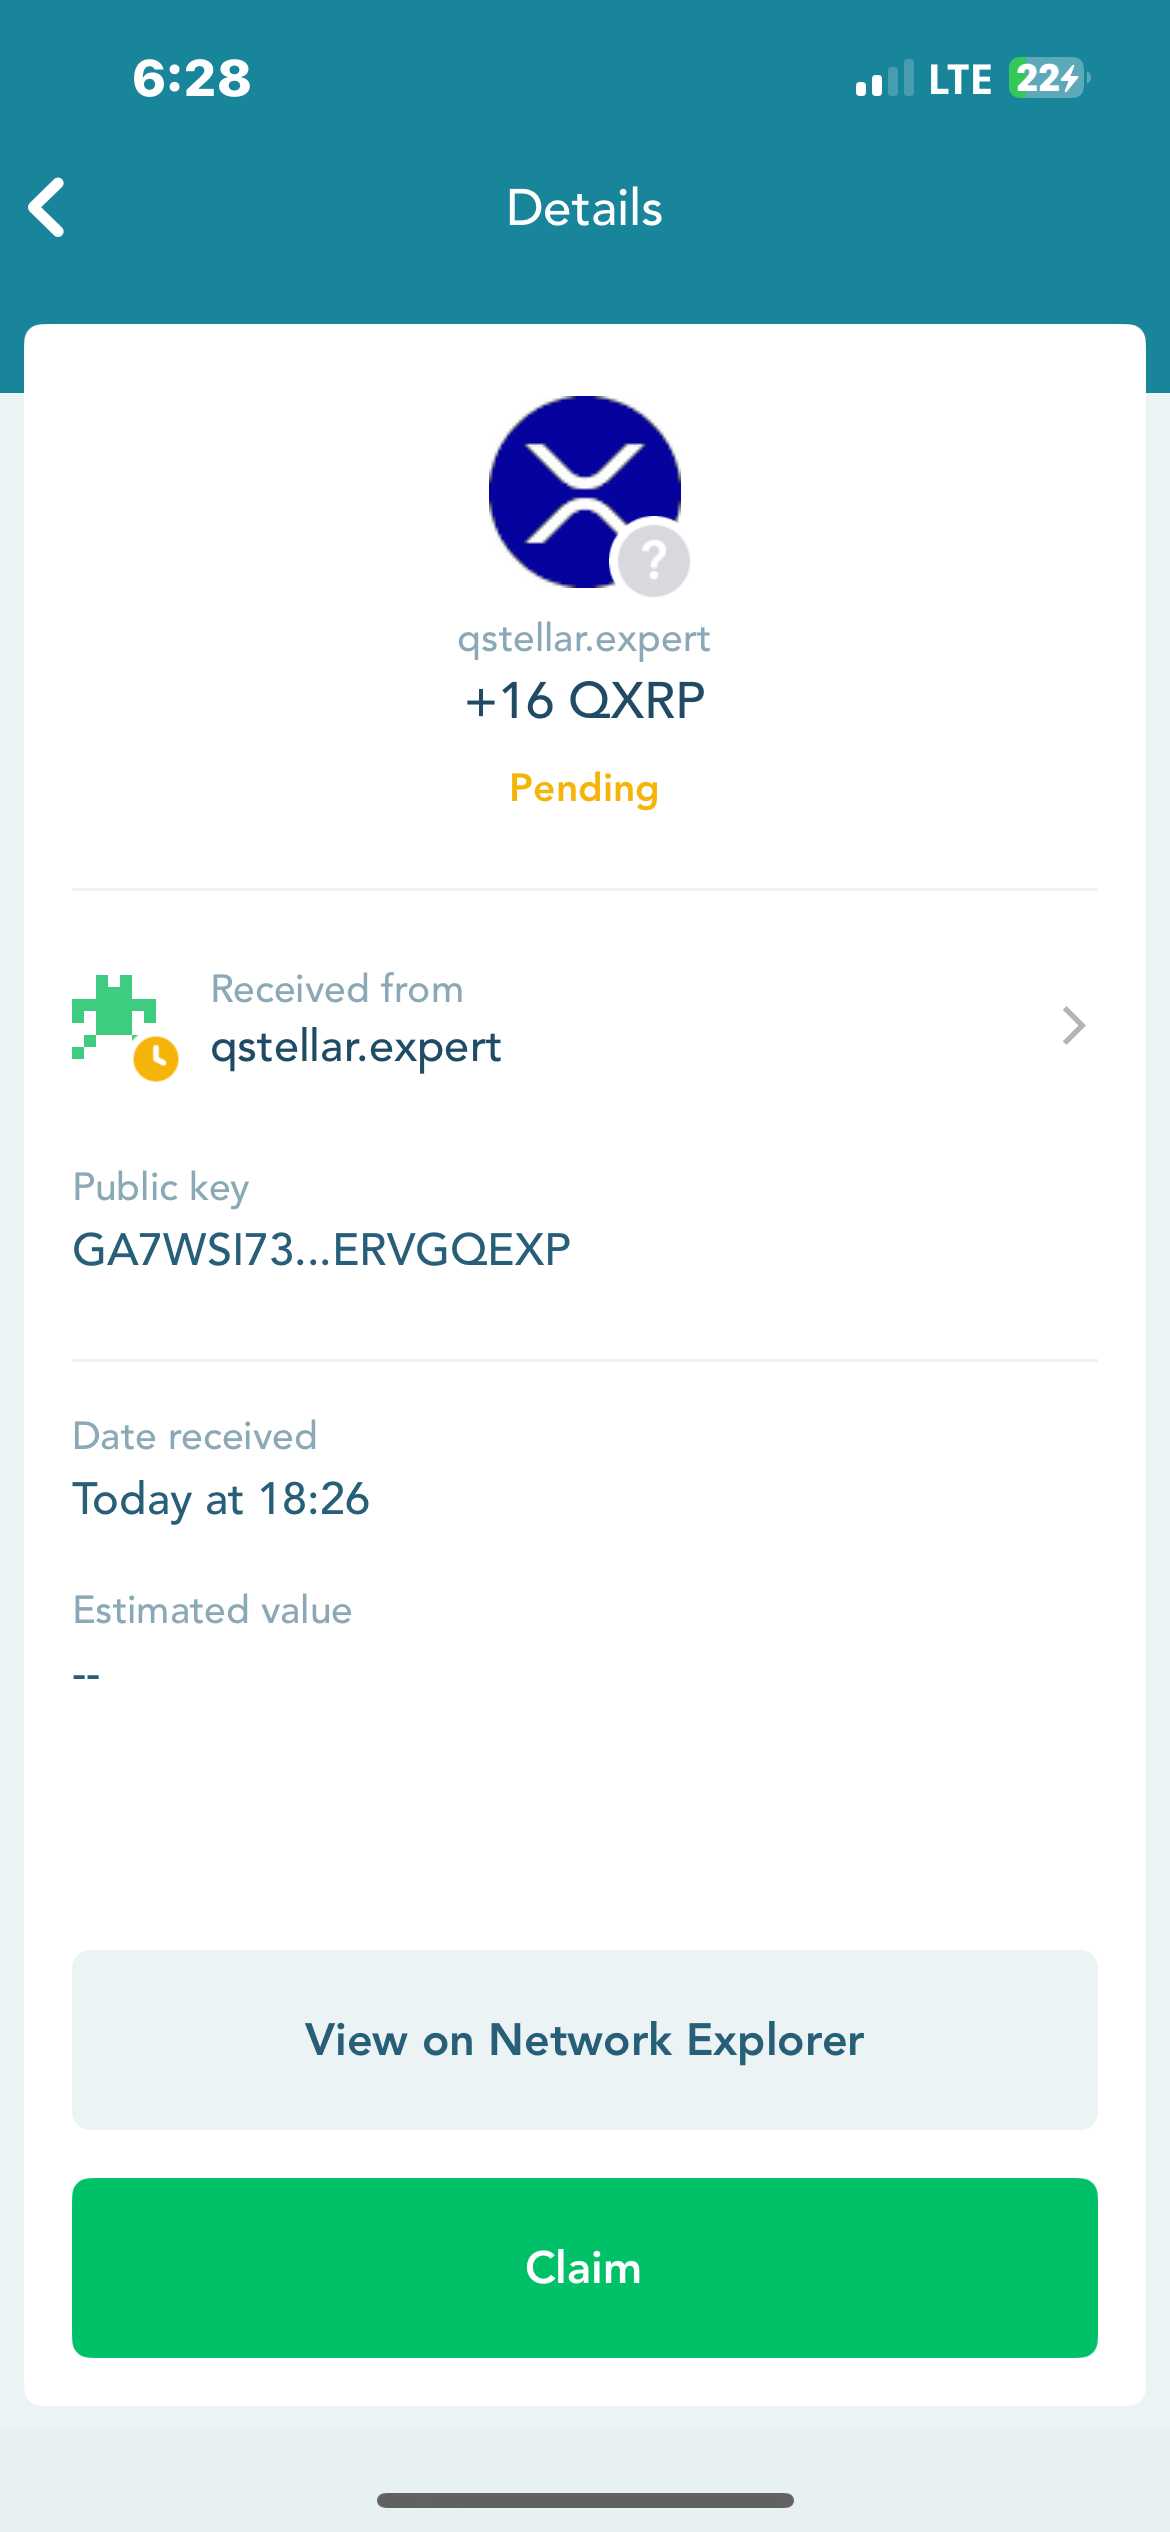 6:28
LTE 22
Details
?
qstellar.expert
+16 QXRP
Pending
Received from
qstellar.expert
Public key
GA7WSI73...ERVGQEXP
Date received
Today at 18:26
Estimated value
--
View on Network Explorer
Claim